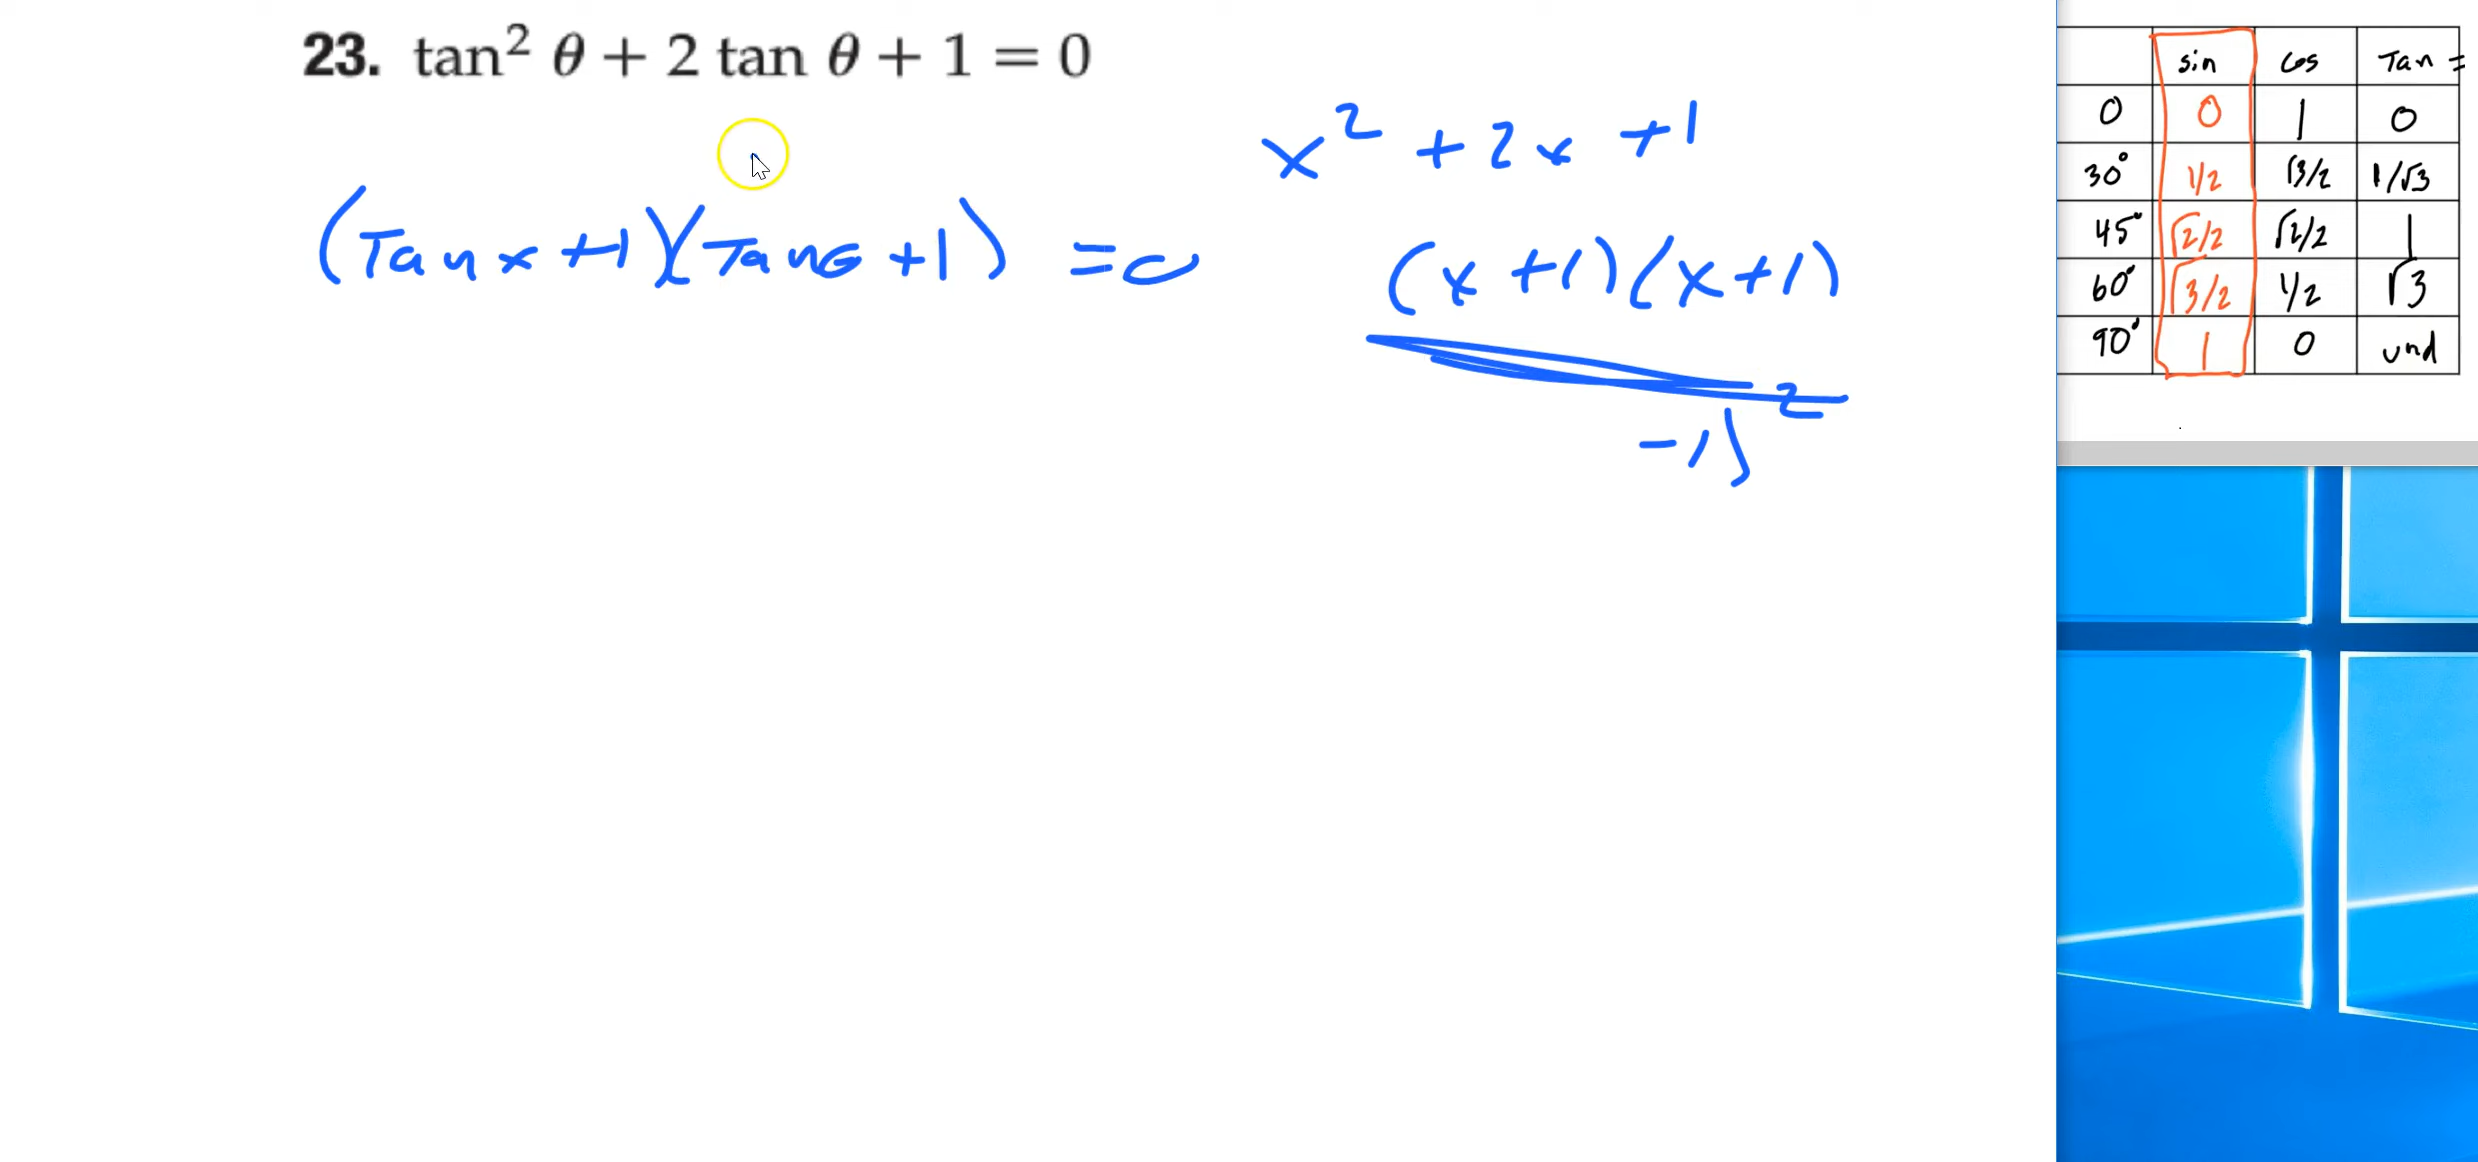 23. tan² θ + 2 tan θ + 1 = 0
x² + 2x + 1
(Tan x + 1)(Tan θ + 1) = 0
(x + 1)(x + 1)
2
-1)
sin cos Tan =
0 0 1 0
30° 1/2 √3/2 1/√3
45° √2/2 √2/2 1
60° √3/2 1/2 √3
90° 1 0 und